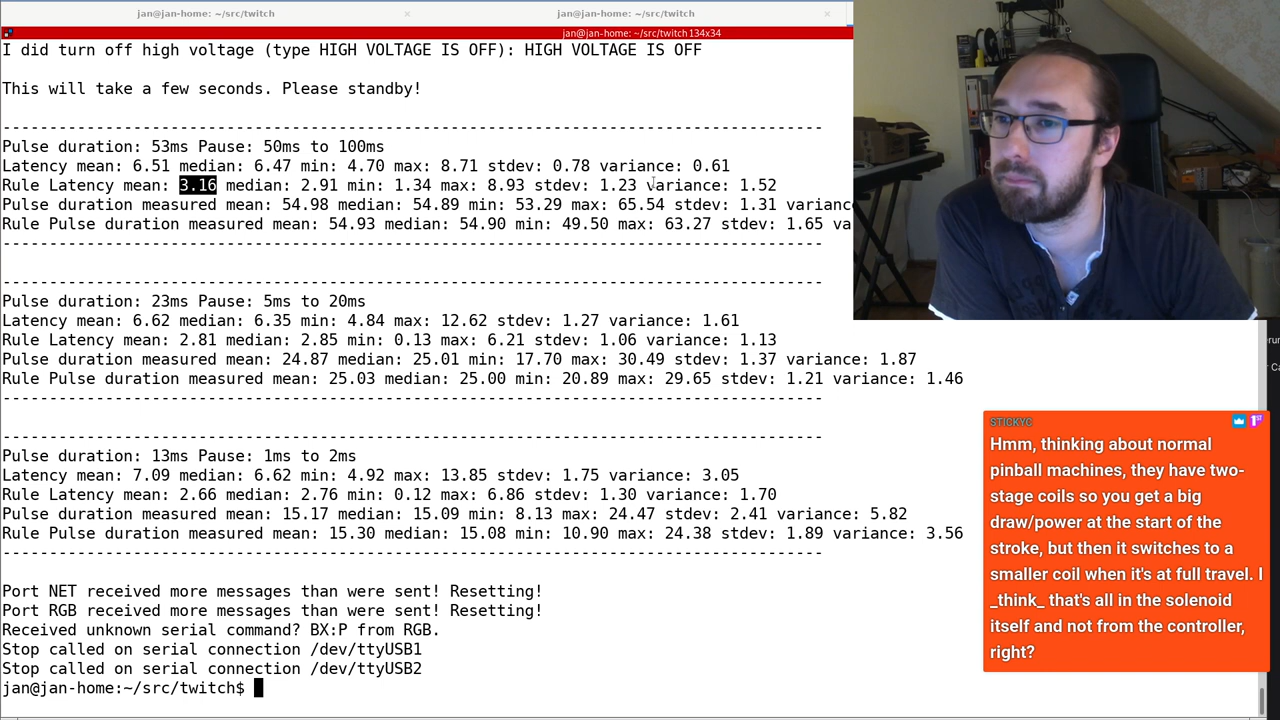 jan@jan-home: ~/src/twitch × jan@jan-home: ~/src/twitch ×
jan@jan-home: ~/src/twitch 134x34
I did turn off high voltage (type HIGH VOLTAGE IS OFF): HIGH VOLTAGE IS OFF
This will take a few seconds. Please standby!
----------------------------------------------------------------------------------------
Pulse duration: 53ms Pause: 50ms to 100ms
Latency mean: 6.51 median: 6.47 min: 4.70 max: 8.71 stdev: 0.78 variance: 0.61
Rule Latency mean: 3.16 median: 2.91 min: 1.34 max: 8.93 stdev: 1.23 variance: 1.52
Pulse duration measured mean: 54.98 median: 54.89 min: 53.29 max: 65.54 stdev: 1.31 varianc
Rule Pulse duration measured mean: 54.93 median: 54.90 min: 49.50 max: 63.27 stdev: 1.65 va
----------------------------------------------------------------------------------------
----------------------------------------------------------------------------------------
Pulse duration: 23ms Pause: 5ms to 20ms
Latency mean: 6.62 median: 6.35 min: 4.84 max: 12.62 stdev: 1.27 variance: 1.61
Rule Latency mean: 2.81 median: 2.85 min: 0.13 max: 6.21 stdev: 1.06 variance: 1.13
Pulse duration measured mean: 24.87 median: 25.01 min: 17.70 max: 30.49 stdev: 1.37 variance: 1.87
Rule Pulse duration measured mean: 25.03 median: 25.00 min: 20.89 max: 29.65 stdev: 1.21 variance: 1.46
----------------------------------------------------------------------------------------
----------------------------------------------------------------------------------------
Pulse duration: 13ms Pause: 1ms to 2ms
Latency mean: 7.09 median: 6.62 min: 4.92 max: 13.85 stdev: 1.75 variance: 3.05
Rule Latency mean: 2.66 median: 2.76 min: 0.12 max: 6.86 stdev: 1.30 variance: 1.70
Pulse duration measured mean: 15.17 median: 15.09 min: 8.13 max: 24.47 stdev: 2.41 variance: 5.82
Rule Pulse duration measured mean: 15.30 median: 15.08 min: 10.90 max: 24.38 stdev: 1.89 variance: 3.56
----------------------------------------------------------------------------------------
Port NET received more messages than were sent! Resetting!
Port RGB received more messages than were sent! Resetting!
Received unknown serial command? BX:P from RGB.
Stop called on serial connection /dev/ttyUSB1
Stop called on serial connection /dev/ttyUSB2
jan@jan-home:~/src/twitch$
STICKYC
Hmm, thinking about normal
pinball machines, they have two-
stage coils so you get a big
draw/power at the start of the
stroke, but then it switches to a
smaller coil when it's at full travel. I
_think_ that's all in the solenoid
itself and not from the controller,
right?